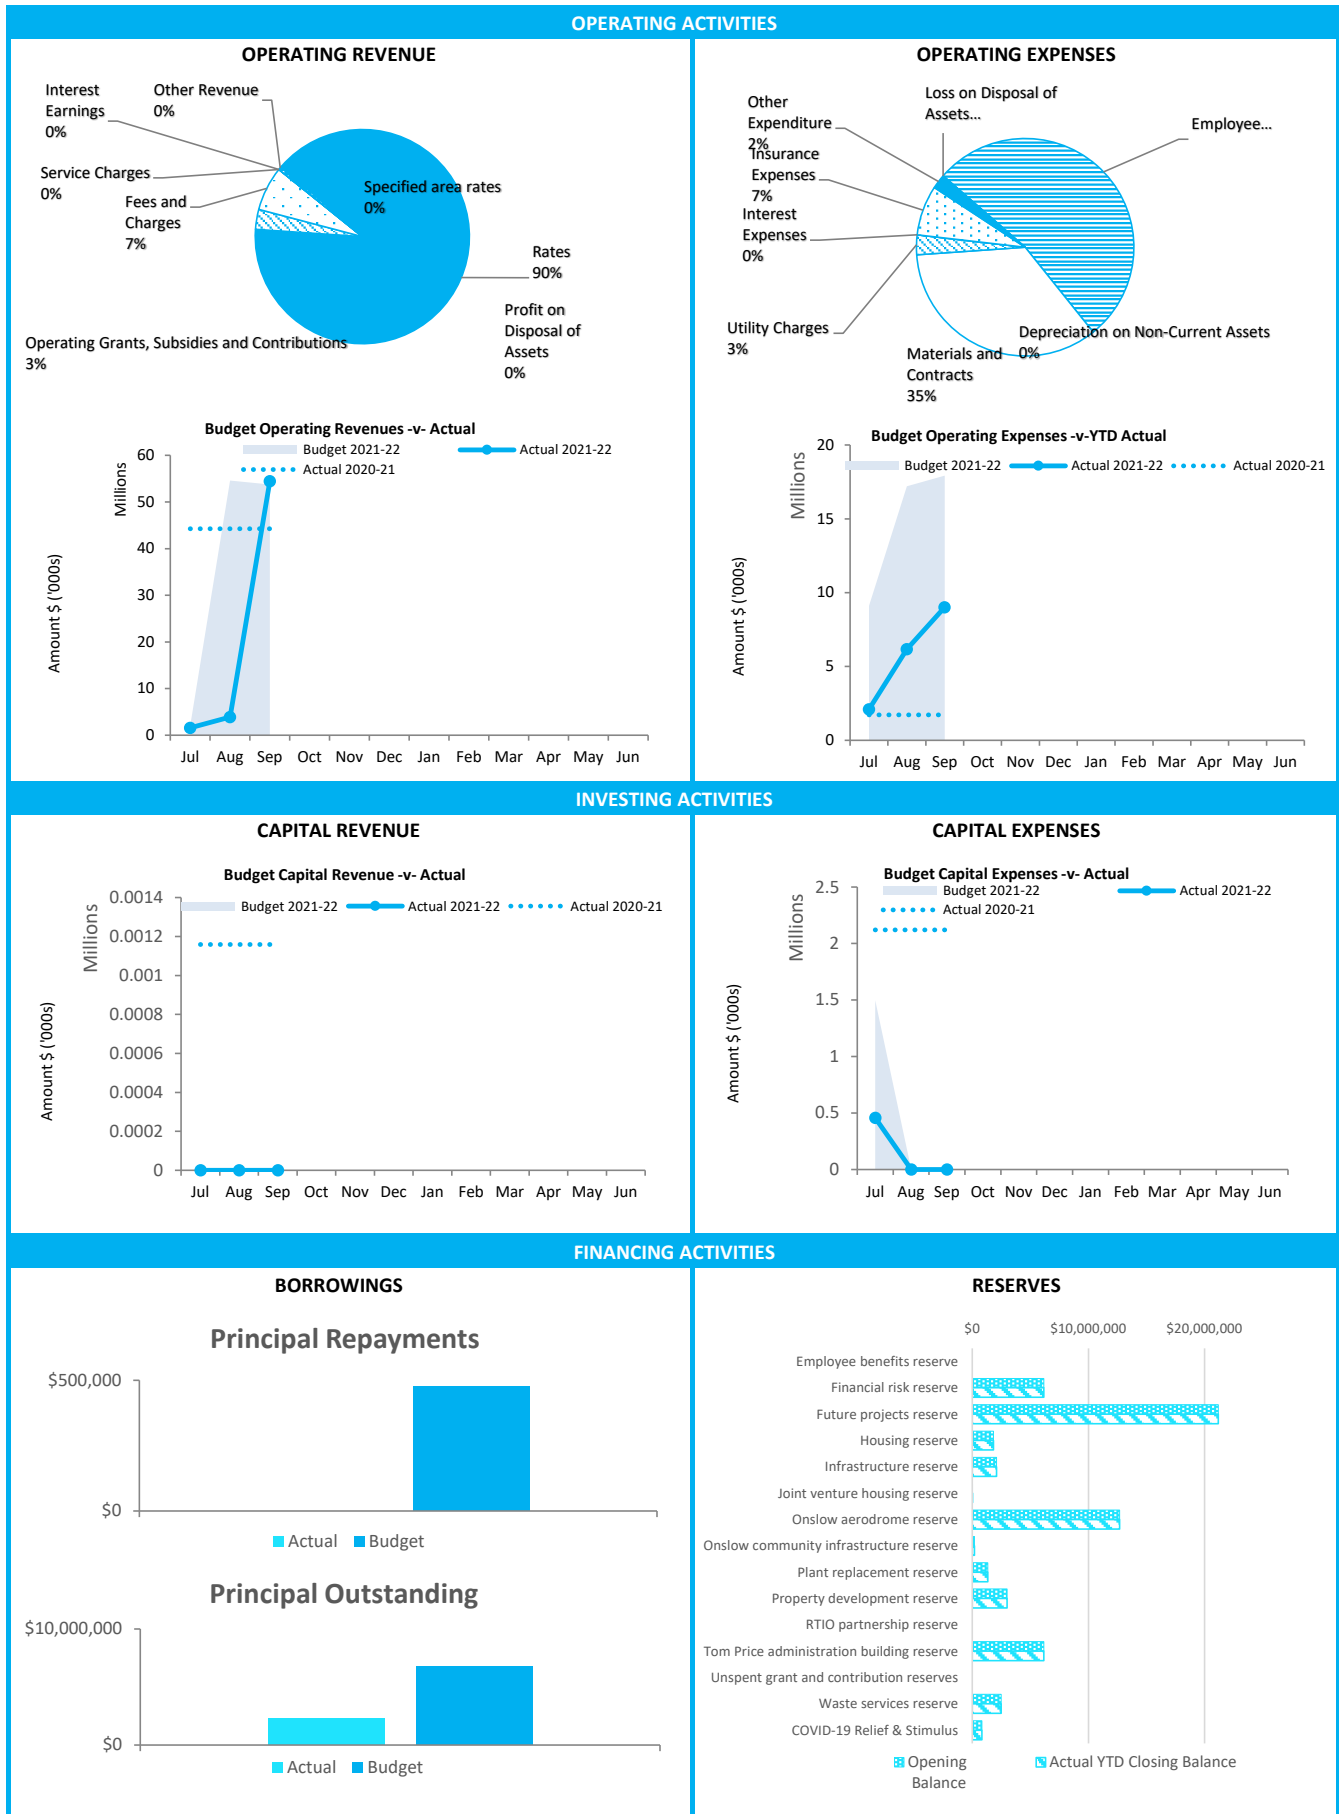 OPERATING ACTIVITIES
OPERATING REVENUE
Interest
Earnings
0%
Other Revenue
0%
Service Charges
0%
Fees and
Charges
7%
Specified area rates
0%
Rates
90%
Profit on
Disposal of
Assets
0%
Operating Grants, Subsidies and Contributions
3%
OPERATING EXPENSES
Loss on Disposal of
Assets...
Other
Expenditure
2%
Employee...
Insurance
Expenses
7%
Interest
Expenses
0%
Utility Charges
3%
Materials and
Contracts
35%
Depreciation on Non-Current Assets
0%
Budget Operating Revenues -v- Actual
Budget 2021-22
Actual 2021-22
Actual 2020-21
Millions
Amount $ ('000s)
60
50
40
30
20
10
0
Jul Aug Sep Oct Nov Dec Jan Feb Mar Apr May Jun
Budget Operating Expenses -v-YTD Actual
Budget 2021-22
Actual 2021-22
Actual 2020-21
Millions
Amount $ ('000s)
20
15
10
5
0
Jul Aug Sep Oct Nov Dec Jan Feb Mar Apr May Jun
INVESTING ACTIVITIES
CAPITAL REVENUE
Budget Capital Revenue -v- Actual
Budget 2021-22
Actual 2021-22
Actual 2020-21
Millions
Amount $ ('000s)
0.0014
0.0012
0.001
0.0008
0.0006
0.0004
0.0002
0
Jul Aug Sep Oct Nov Dec Jan Feb Mar Apr May Jun
CAPITAL EXPENSES
Budget Capital Expenses -v- Actual
Budget 2021-22
Actual 2021-22
Actual 2020-21
Millions
Amount $ ('000s)
2.5
2
1.5
1
0.5
0
Jul Aug Sep Oct Nov Dec Jan Feb Mar Apr May Jun
FINANCING ACTIVITIES
BORROWINGS
Principal Repayments
$500,000
$0
Actual Budget
Principal Outstanding
$10,000,000
$0
Actual Budget
RESERVES
$0 $10,000,000 $20,000,000
Employee benefits reserve
Financial risk reserve
Future projects reserve
Housing reserve
Infrastructure reserve
Joint venture housing reserve
Onslow aerodrome reserve
Onslow community infrastructure reserve
Plant replacement reserve
Property development reserve
RTIO partnership reserve
Tom Price administration building reserve
Unspent grant and contribution reserves
Waste services reserve
COVID-19 Relief & Stimulus
Opening
Balance
Actual YTD Closing Balance